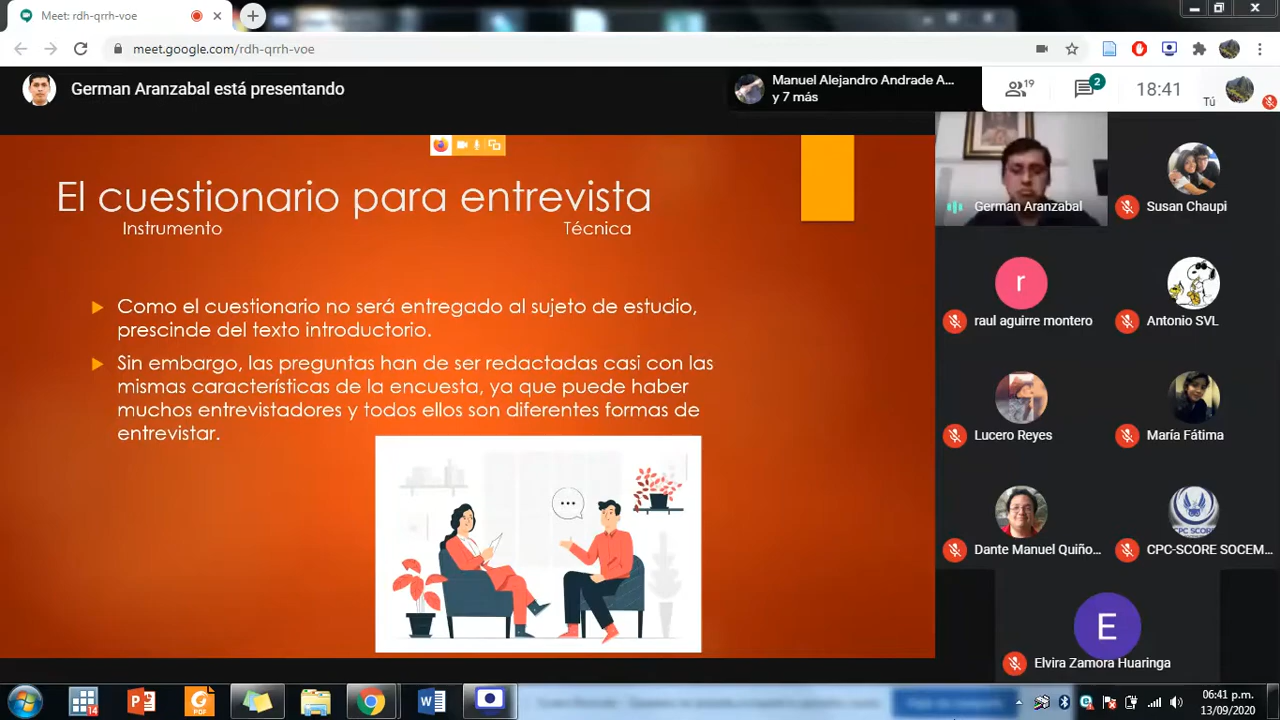 Meet: rdh-qrrh-voe
meet.google.com/rdh-qrrh-voe
German Aranzabal está presentando
Manuel Alejandro Andrade A...
y 7 más
19
2
18:41
Tú
El cuestionario para entrevista
Instrumento Técnica
Como el cuestionario no será entregado al sujeto de estudio,
prescinde del texto introductorio.
Sin embargo, las preguntas han de ser redactadas casi con las
mismas características de la encuesta, ya que puede haber
muchos entrevistadores y todos ellos son diferentes formas de
entrevistar.
German Aranzabal
Susan Chaupi
r
raul aguirre montero
Antonio SVL
Lucero Reyes
María Fátima
Dante Manuel Quiño...
CPC SCORE
CPC-SCORE SOCEM...
E
Elvira Zamora Huaringa
14
PDF
06:41 p.m.
13/09/2020